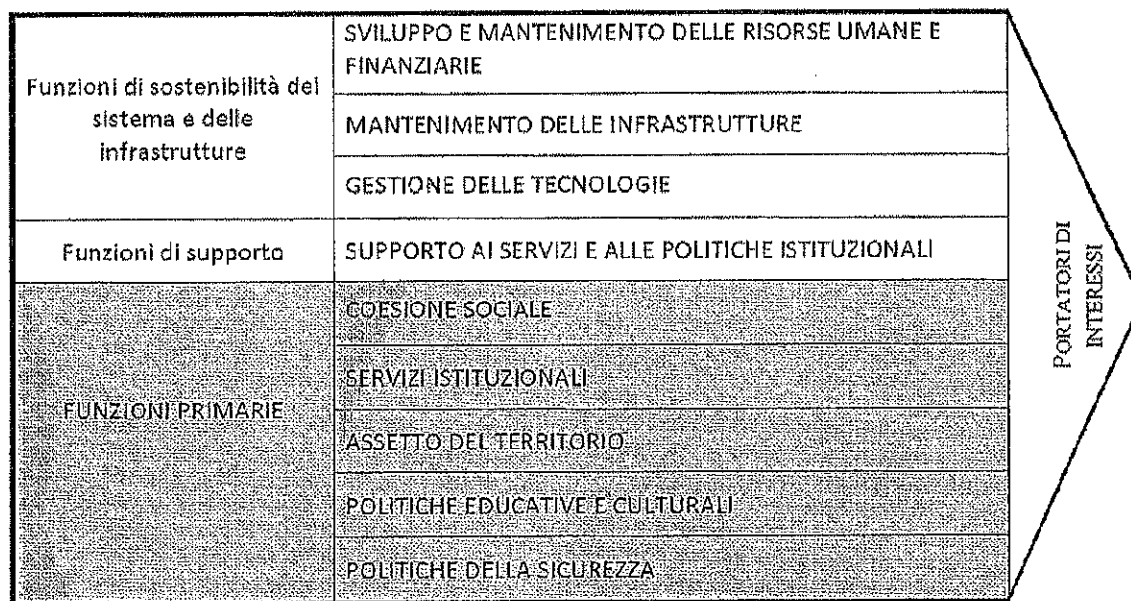 Funzioni di sostenibilità del
sistema e delle
infrastrutture
SVILUPPO E MANTENIMENTO DELLE RISORSE UMANE E
FINANZIARIE
MANTENIMENTO DELLE INFRASTRUTTURE
GESTIONE DELLE TECNOLOGIE
Funzioni di supporto
SUPPORTO AI SERVIZI E ALLE POLITICHE ISTITUZIONALI
FUNZIONI PRIMARIE
COESIONE SOCIALE
SERVIZI ISTITUZIONALI
ASSETTO DEL TERRITORIO
POLITICHE EDUCATIVE E CULTURALI
POLITICHE DELLA SICUREZZA
PORTATORI DI
INTERESSI